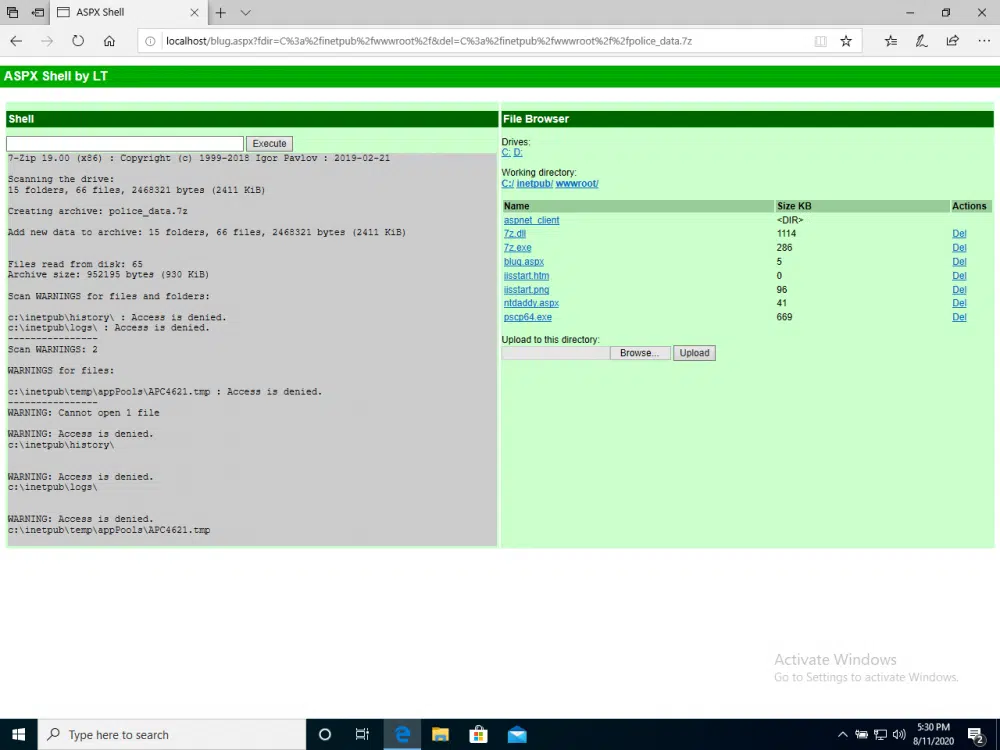 ASPX Shell
localhost/blug.aspx?fdir=C%3a%2finetpub%2fwwwroot%2f&del=C%3a%2finetpub%2fwwwroot%2f%2fpolice_data.7z
ASPX Shell by LT
Shell
Execute
7-Zip 19.00 (x86) : Copyright (c) 1999-2018 Igor Pavlov : 2019-02-21
Scanning the drive:
15 folders, 66 files, 2468321 bytes (2411 KiB)
Creating archive: police_data.7z
Add new data to archive: 15 folders, 66 files, 2468321 bytes (2411 KiB)
Files read from disk: 65
Archive size: 952195 bytes (930 KiB)
Scan WARNINGS for files and folders:
c:\inetpub\history\ : Access is denied.
c:\inetpub\logs\ : Access is denied.
----------------
Scan WARNINGS: 2
WARNINGS for files:
c:\inetpub\temp\appPools\APC4621.tmp : Access is denied.
----------------
WARNING: Cannot open 1 file
WARNING: Access is denied.
c:\inetpub\history\
WARNING: Access is denied.
c:\inetpub\logs\
WARNING: Access is denied.
c:\inetpub\temp\appPools\APC4621.tmp
File Browser
Drives:
C: D:
Working directory:
C:/ inetpub/ wwwroot/
Name Size KB Actions
aspnet_client <DIR>
7z.dll 1114 Del
7z.exe 286 Del
blug.aspx 5 Del
iisstart.htm 0 Del
iisstart.png 96 Del
ntdaddy.aspx 41 Del
pscp64.exe 669 Del
Upload to this directory:
Browse... Upload
Activate Windows
Go to Settings to activate Windows.
Type here to search
5:30 PM
8/11/2020
2